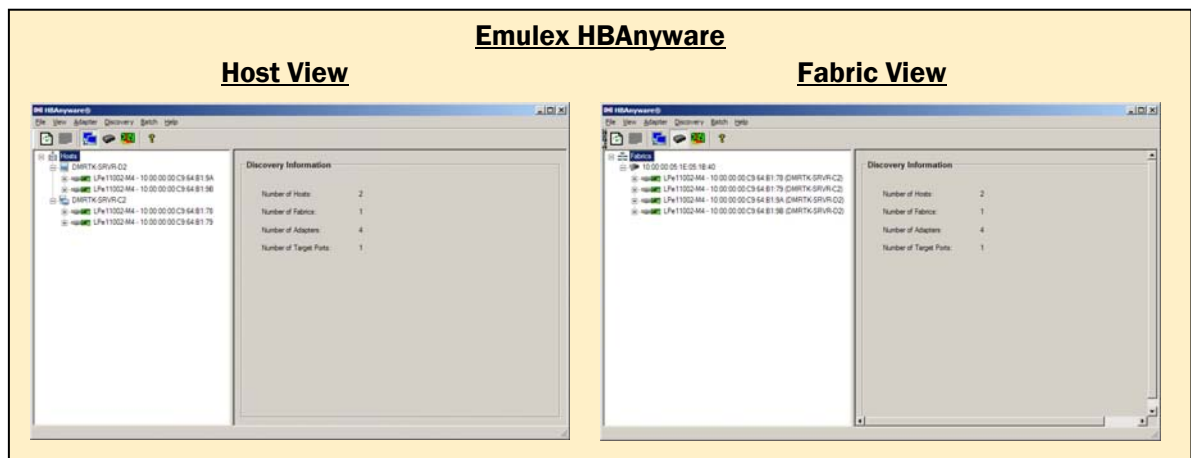 Emulex HBAnyware
Host View
HBAnyware®
File View Adapter Discovery Batch Help
Hosts
DMRTK-SRVR-D2
LPe11002-M4 - 10:00:00:00:C9:64:B1:9A
LPe11002-M4 - 10:00:00:00:C9:64:B1:9B
DMRTK-SRVR-C2
LPe11002-M4 - 10:00:00:00:C9:64:B1:78
LPe11002-M4 - 10:00:00:00:C9:64:B1:79
Discovery Information
Number of Hosts: 2
Number of Fabrics: 1
Number of Adapters: 4
Number of Target Ports: 1
Fabric View
HBAnyware®
File View Adapter Discovery Batch Help
Fabrics
10:00:00:05:1E:05:1B:40
LPe11002-M4 - 10:00:00:00:C9:64:B1:78 (DMRTK-SRVR-C2)
LPe11002-M4 - 10:00:00:00:C9:64:B1:79 (DMRTK-SRVR-C2)
LPe11002-M4 - 10:00:00:00:C9:64:B1:9A (DMRTK-SRVR-D2)
LPe11002-M4 - 10:00:00:00:C9:64:B1:9B (DMRTK-SRVR-D2)
Discovery Information
Number of Hosts: 2
Number of Fabrics: 1
Number of Adapters: 4
Number of Target Ports: 1